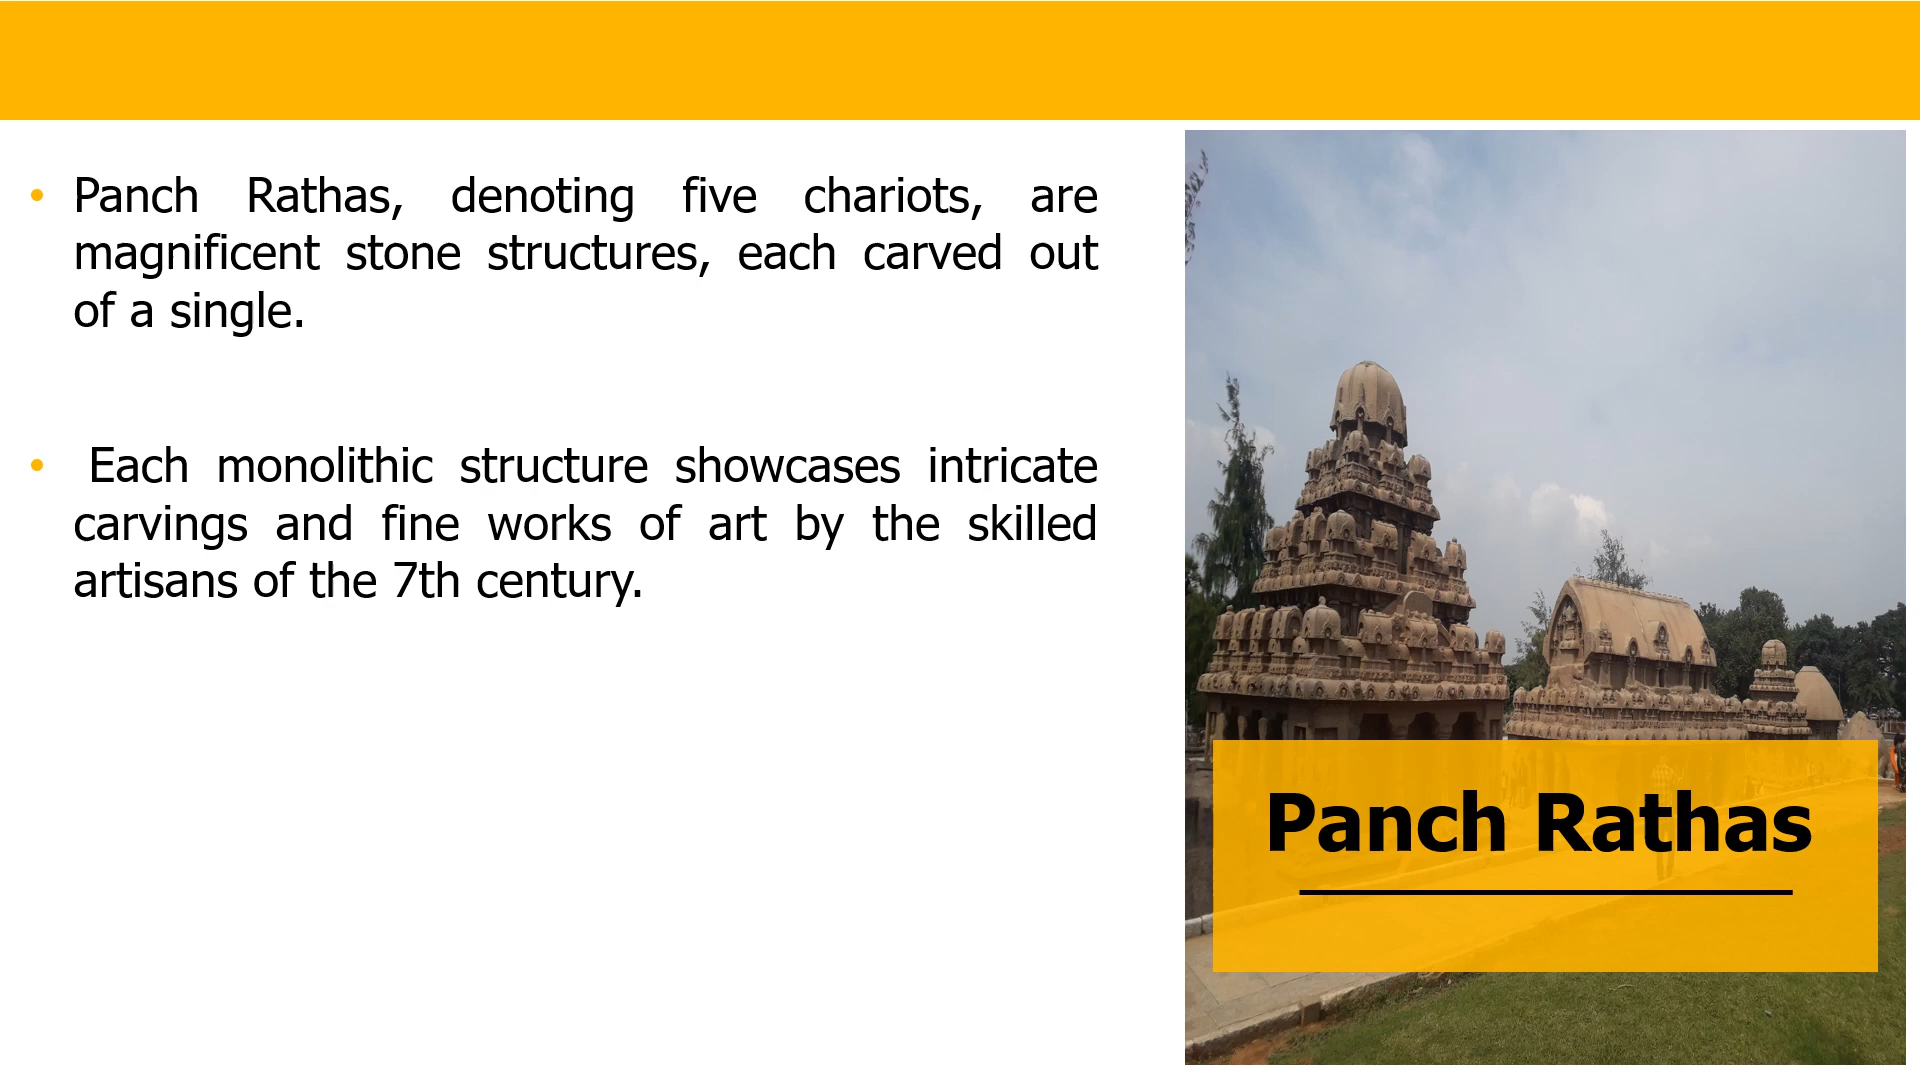 • Panch Rathas, denoting five chariots, are
magnificent stone structures, each carved out
of a single.
• Each monolithic structure showcases intricate
carvings and fine works of art by the skilled
artisans of the 7th century.
Panch Rathas